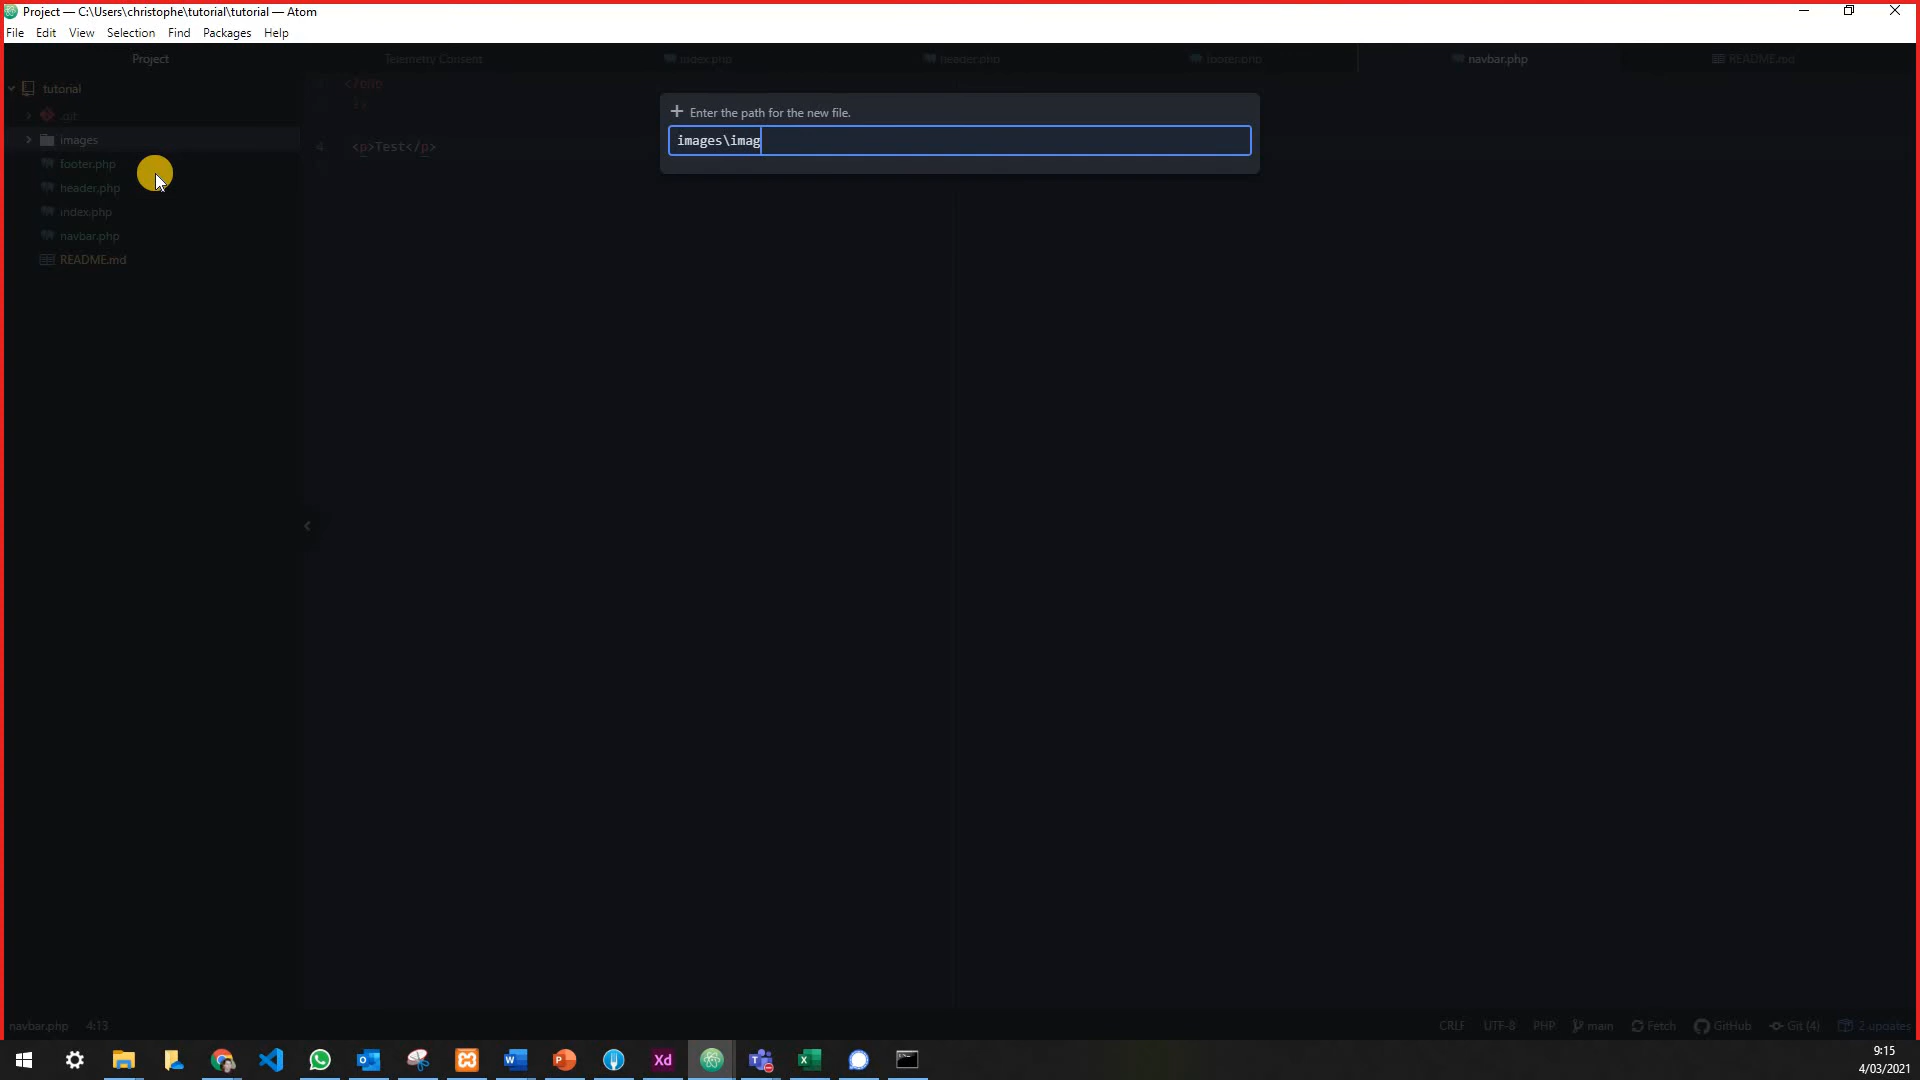 Project — C:\Users\christophe\tutorial\tutorial — Atom
File Edit View Selection Find Packages Help
Project
Telemetry Consent
index.php
header.php
footer.php
navbar.php
README.md
tutorial
.git
images
footer.php
header.php
index.php
navbar.php
README.md
<?php
?>
4 <p>Test</p>
Enter the path for the new file.
images\imag
navbar.php 4:13
CRLF UTF-8 PHP main Fetch GitHub Git (4) 2 updates
9:15
4/03/2021